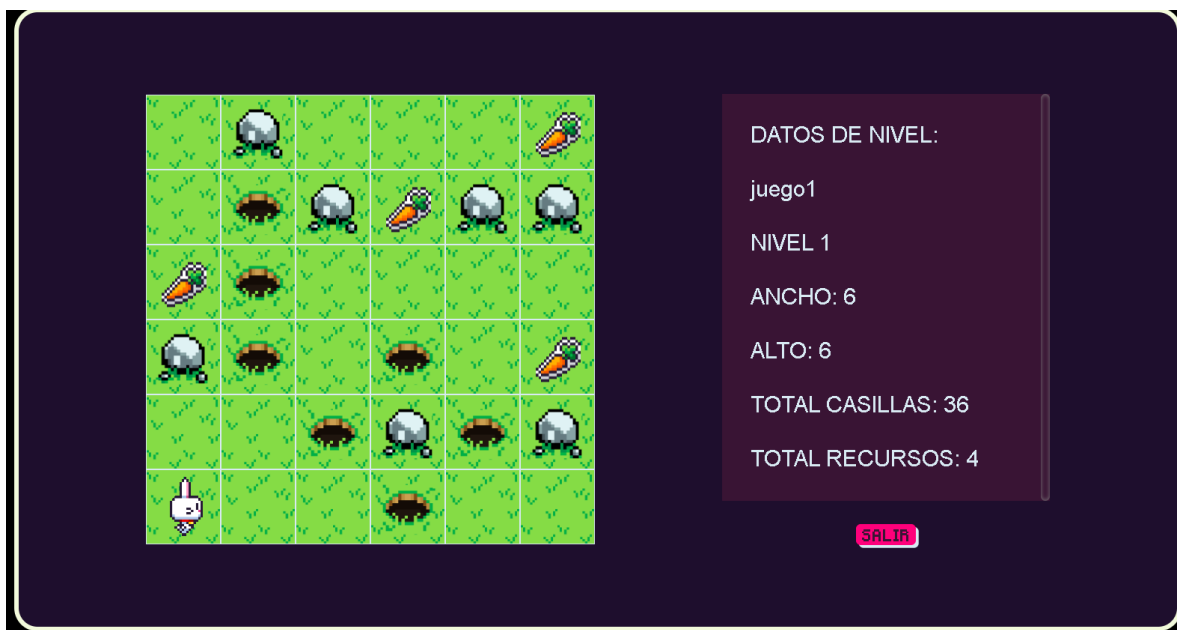 DATOS DE NIVEL:
juego1
NIVEL 1
ANCHO: 6
ALTO: 6
TOTAL CASILLAS: 36
TOTAL RECURSOS: 4
SALIR